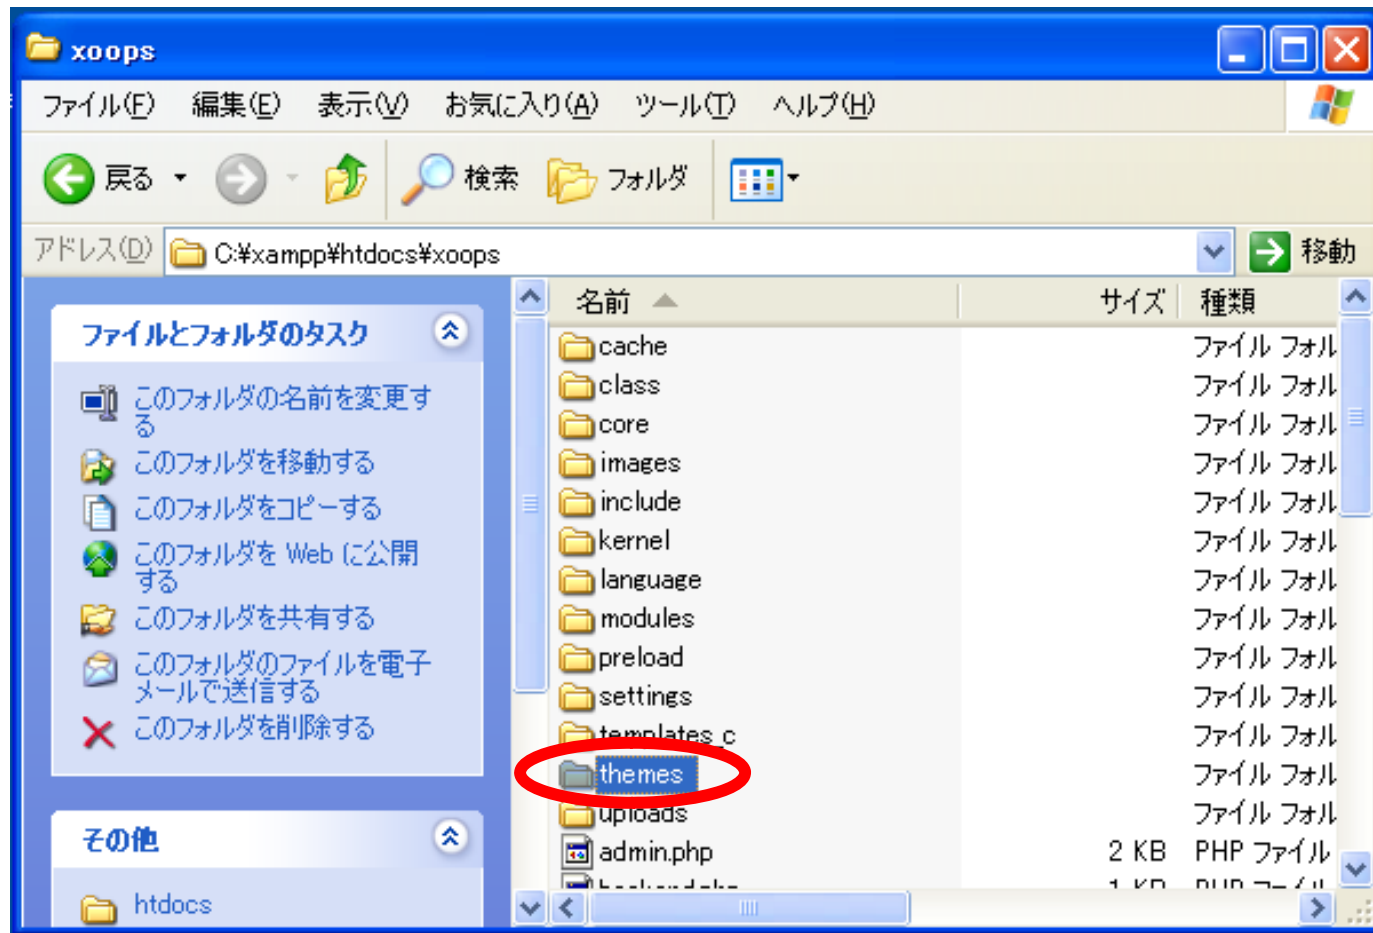 xoops
ファイル(F) 編集(E) 表示(V) お気に入り(A) ツール(T) ヘルプ(H)
戻る 検索 フォルダ
アドレス(D) C:¥xampp¥htdocs¥xoops 移動
ファイルとフォルダのタスク
このフォルダの名前を変更す
る
このフォルダを移動する
このフォルダをコピーする
このフォルダを Web に公開
する
このフォルダを共有する
このフォルダのファイルを電子
メールで送信する
このフォルダを削除する
その他
htdocs
名前 サイズ 種類
cache ファイル フォル
class ファイル フォル
core ファイル フォル
images ファイル フォル
include ファイル フォル
kernel ファイル フォル
language ファイル フォル
modules ファイル フォル
preload ファイル フォル
settings ファイル フォル
templates_c ファイル フォル
themes ファイル フォル
uploads ファイル フォル
admin.php 2 KB PHP ファイル